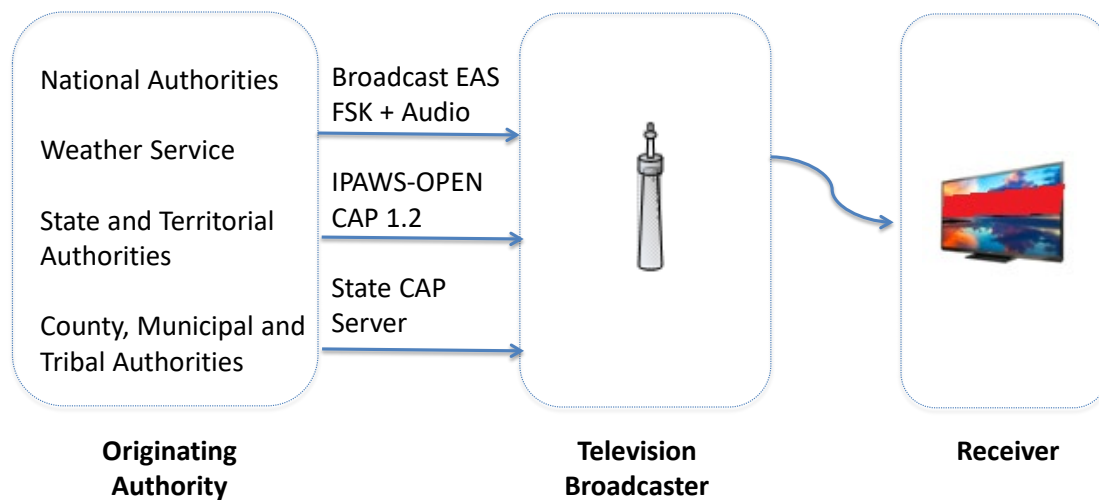 National Authorities
Weather Service
State and Territorial
Authorities
County, Municipal and
Tribal Authorities
Broadcast EAS
FSK + Audio
IPAWS-OPEN
CAP 1.2
State CAP
Server
Originating
Authority
Television
Broadcaster
Receiver